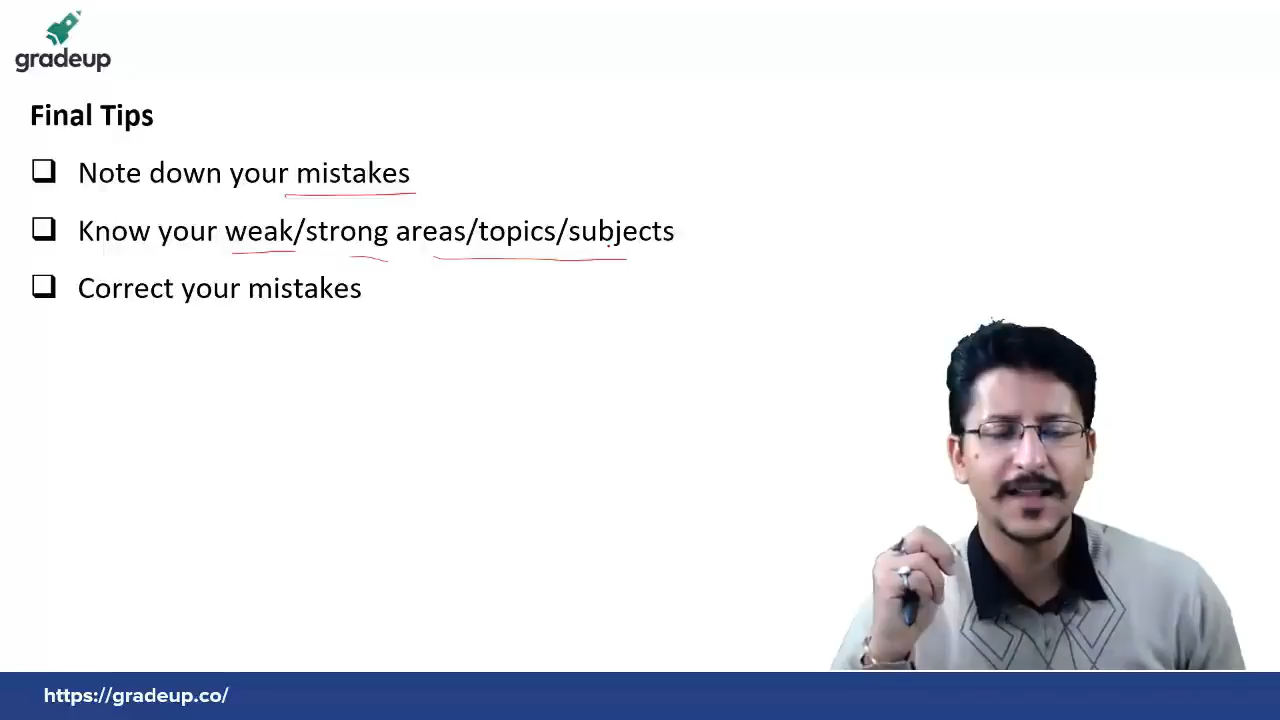 gradeup
Final Tips
Note down your mistakes
Know your weak/strong areas/topics/subjects
Correct your mistakes
https://gradeup.co/